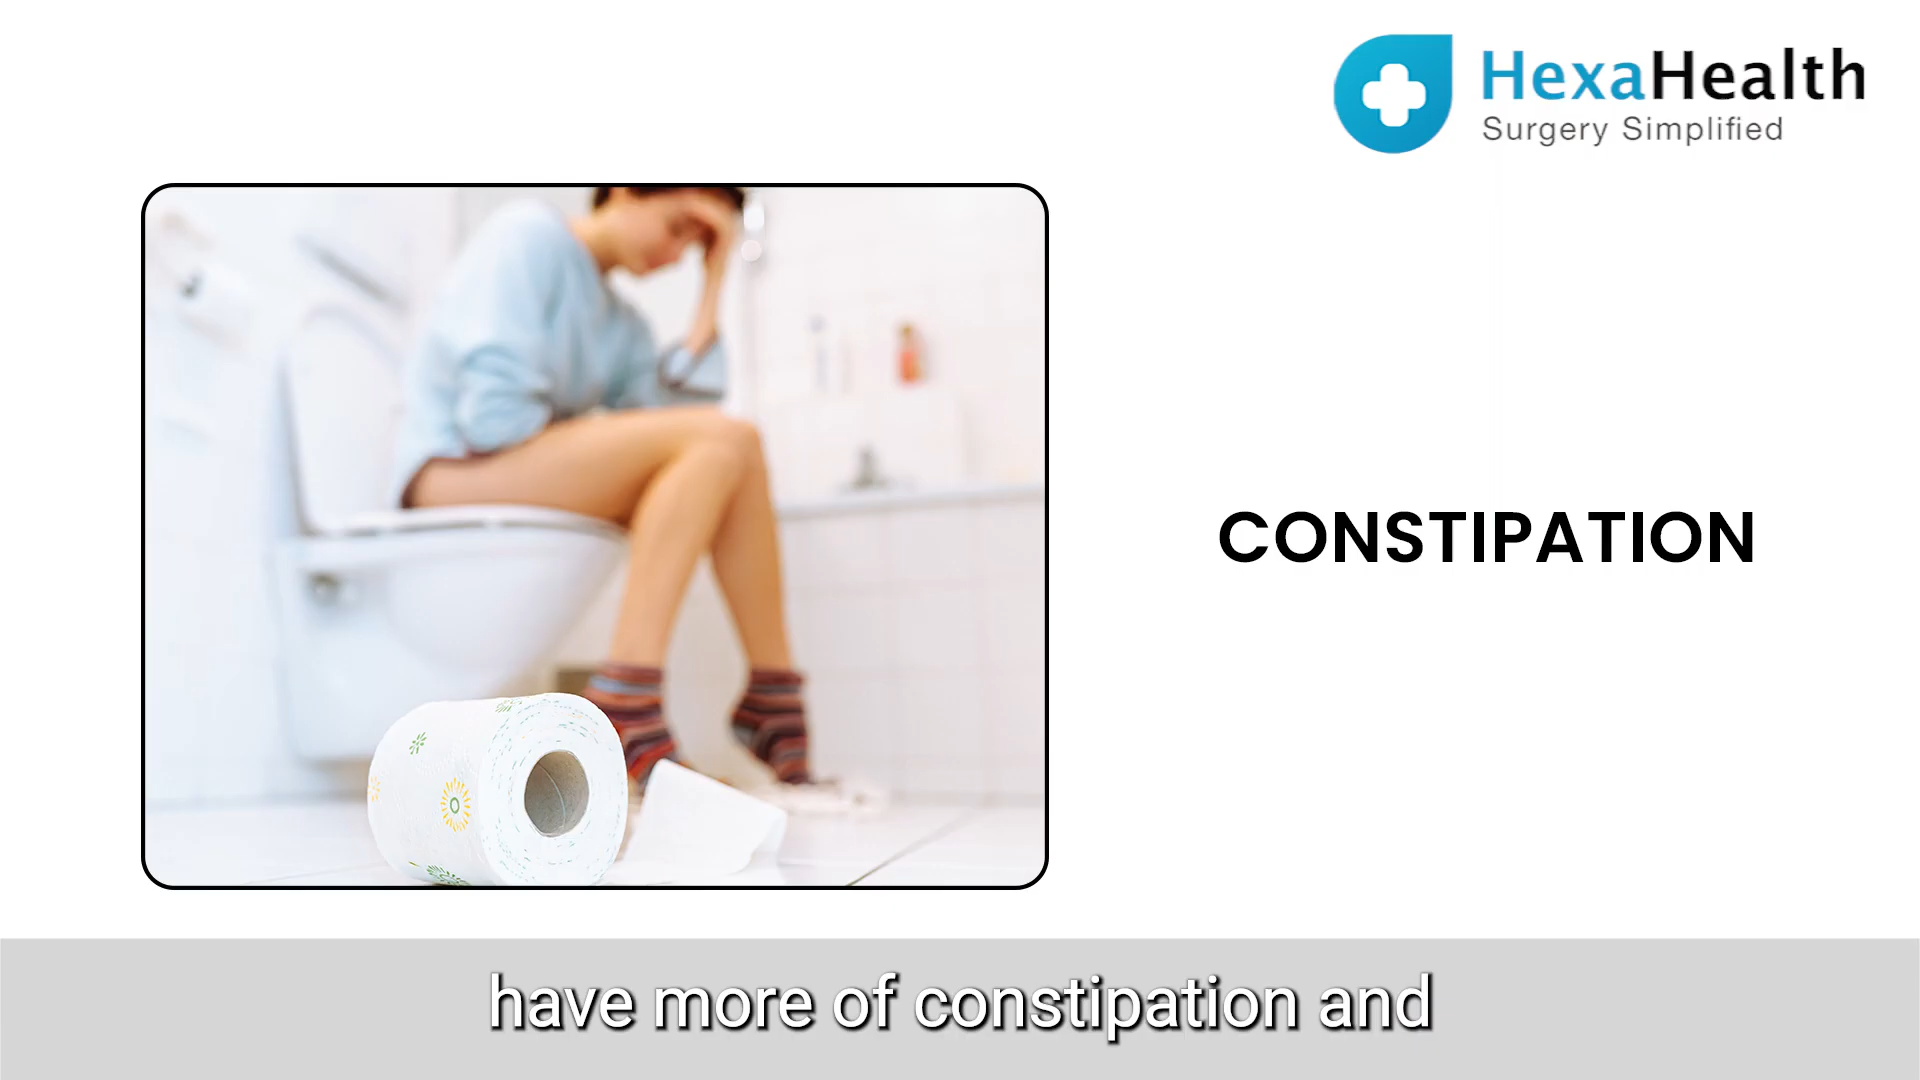 HexaHealth
Surgery Simplified
CONSTIPATION
have more of constipation and